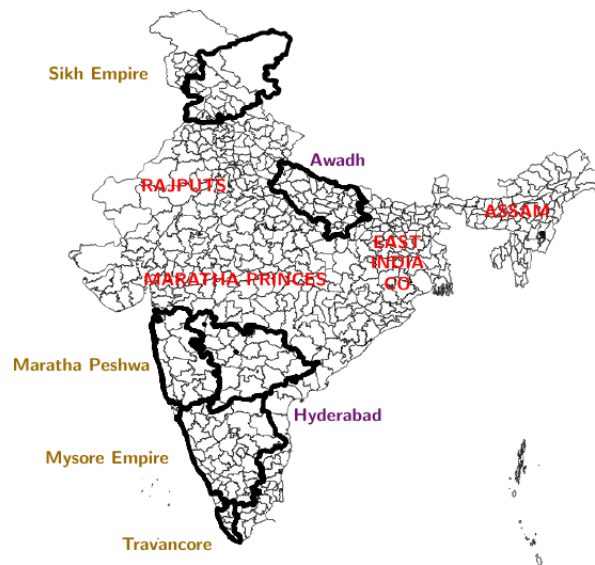 Sikh Empire
Awadh
RAJPUTS
ASSAM
EAST
INDIA
CO
MARATHA PRINCES
Maratha Peshwa
Hyderabad
Mysore Empire
Travancore